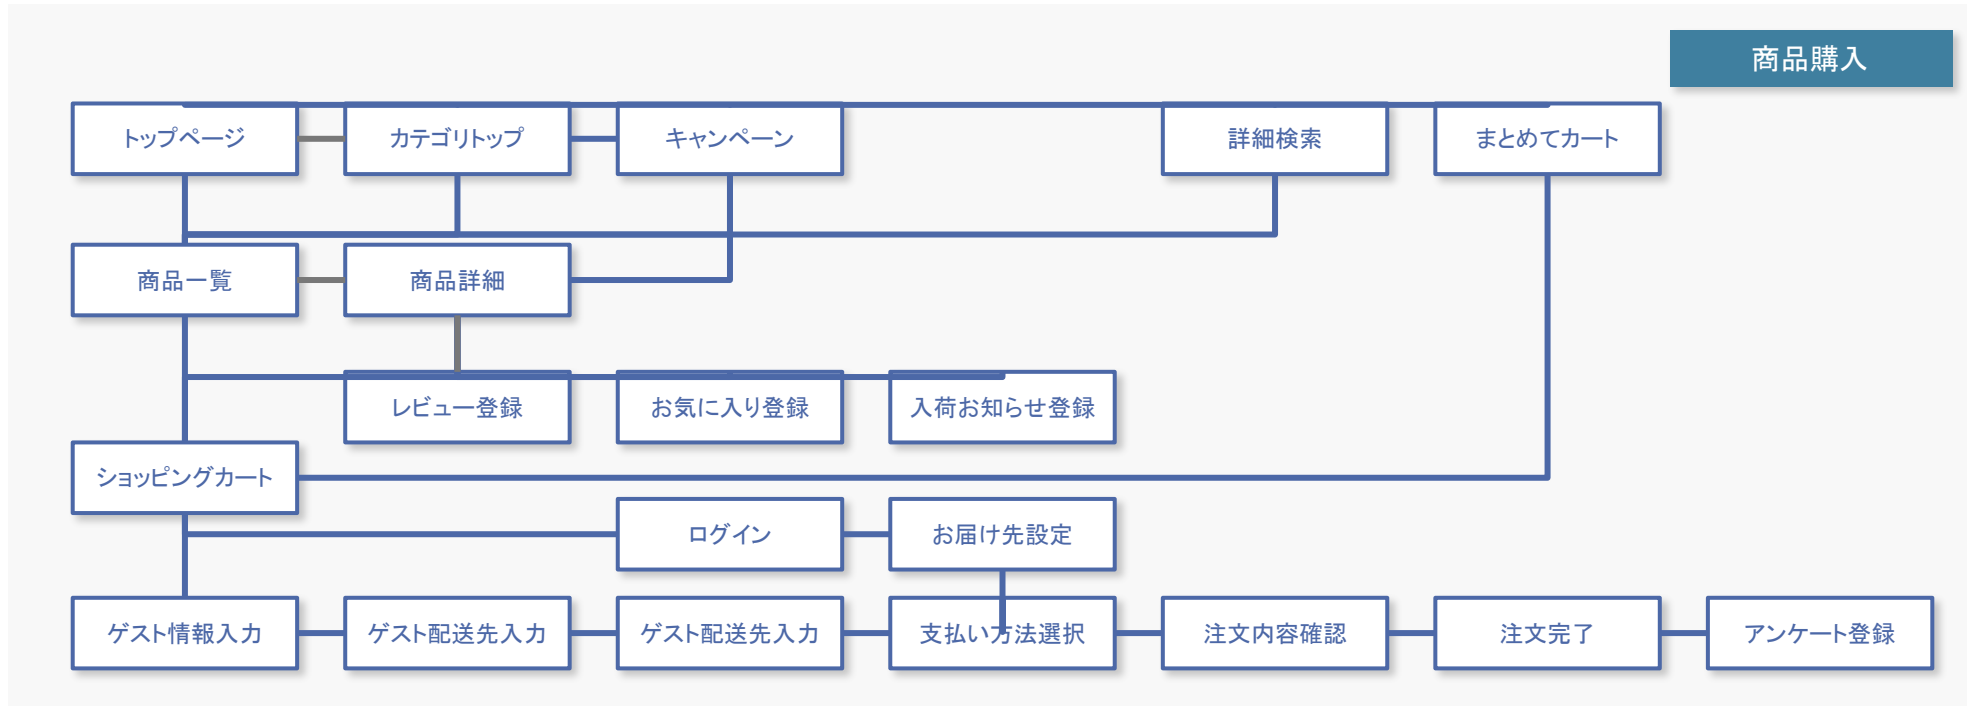 商品購入
トップページ
カテゴリトップ
キャンペーン
詳細検索
まとめてカート
商品一覧
商品詳細
レビュー登録
お気に入り登録
入荷お知らせ登録
ショッピングカート
ログイン
お届け先設定
ゲスト情報入力
ゲスト配送先入力
ゲスト配送先入力
支払い方法選択
注文内容確認
注文完了
アンケート登録